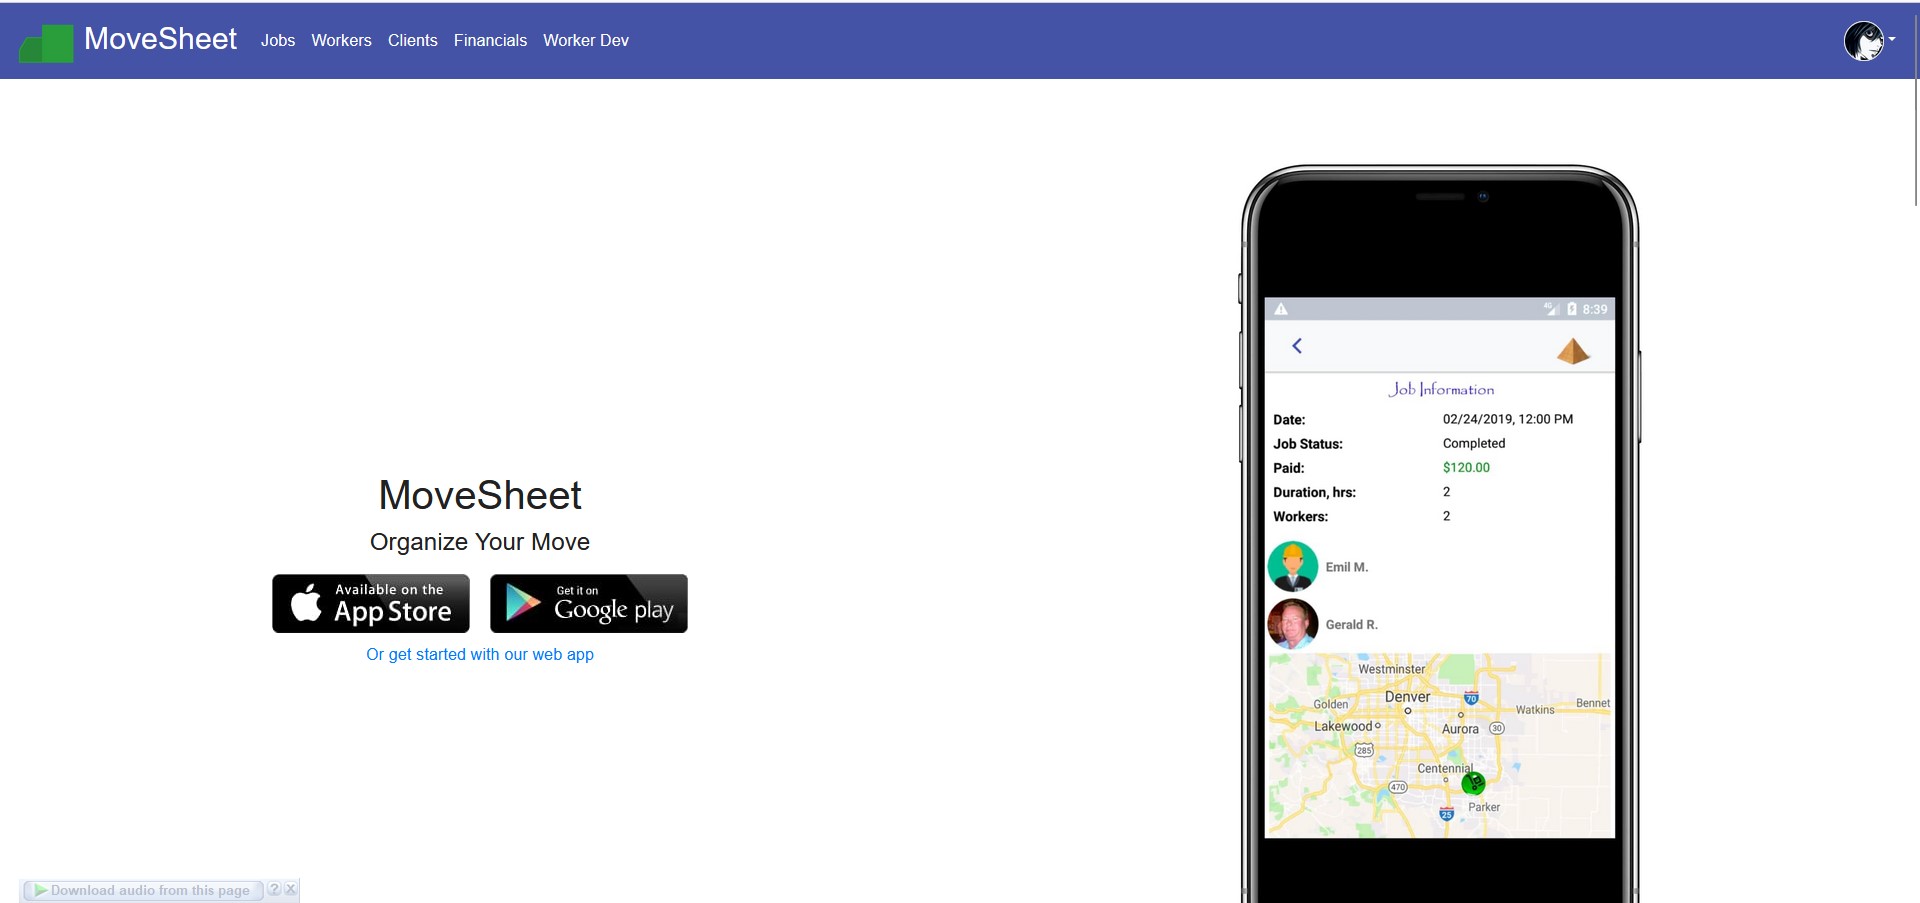 MoveSheet Jobs Workers Clients Financials Worker Dev
MoveSheet
Organize Your Move
Available on the
App Store
Get it on
Google play
Or get started with our web app
4G 8:39
Job Information
Date: 02/24/2019, 12:00 PM
Job Status: Completed
Paid: $120.00
Duration, hrs: 2
Workers: 2
Emil M.
Gerald R.
Westminster
Denver 70
Golden Watkins Bennet
Lakewood Aurora 30
285
Centennial
470
Parker
25
Download audio from this page ? X